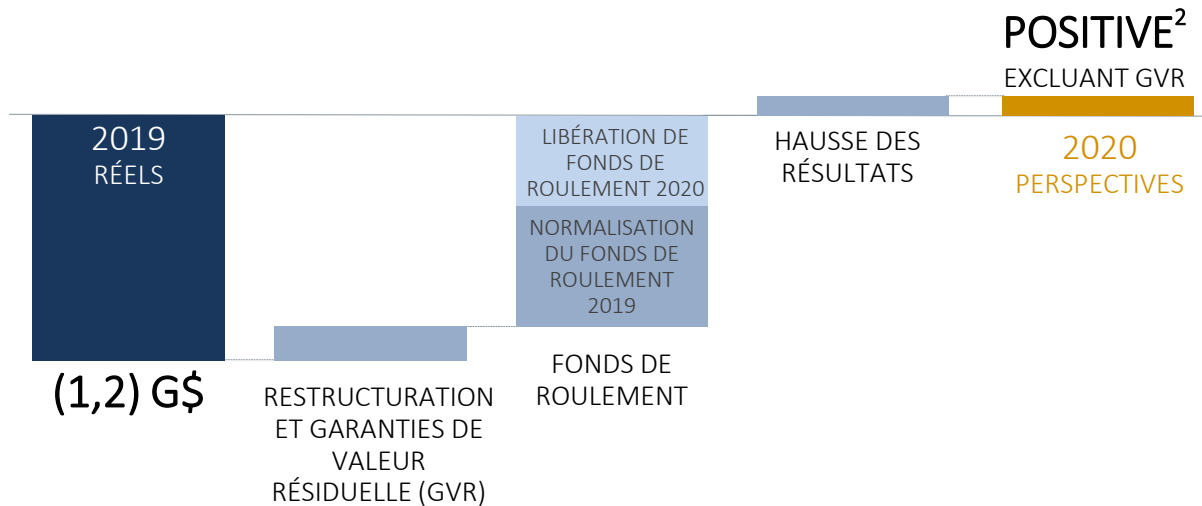 POSITIVE²
EXCLUANT GVR
2019
RÉELS
(1,2) G$
RESTRUCTURATION
ET GARANTIES DE
VALEUR
RÉSIDUELLE (GVR)
LIBÉRATION DE
FONDS DE
ROULEMENT 2020
NORMALISATION
DU FONDS DE
ROULEMENT
2019
FONDS DE
ROULEMENT
HAUSSE DES
RÉSULTATS
2020
PERSPECTIVES